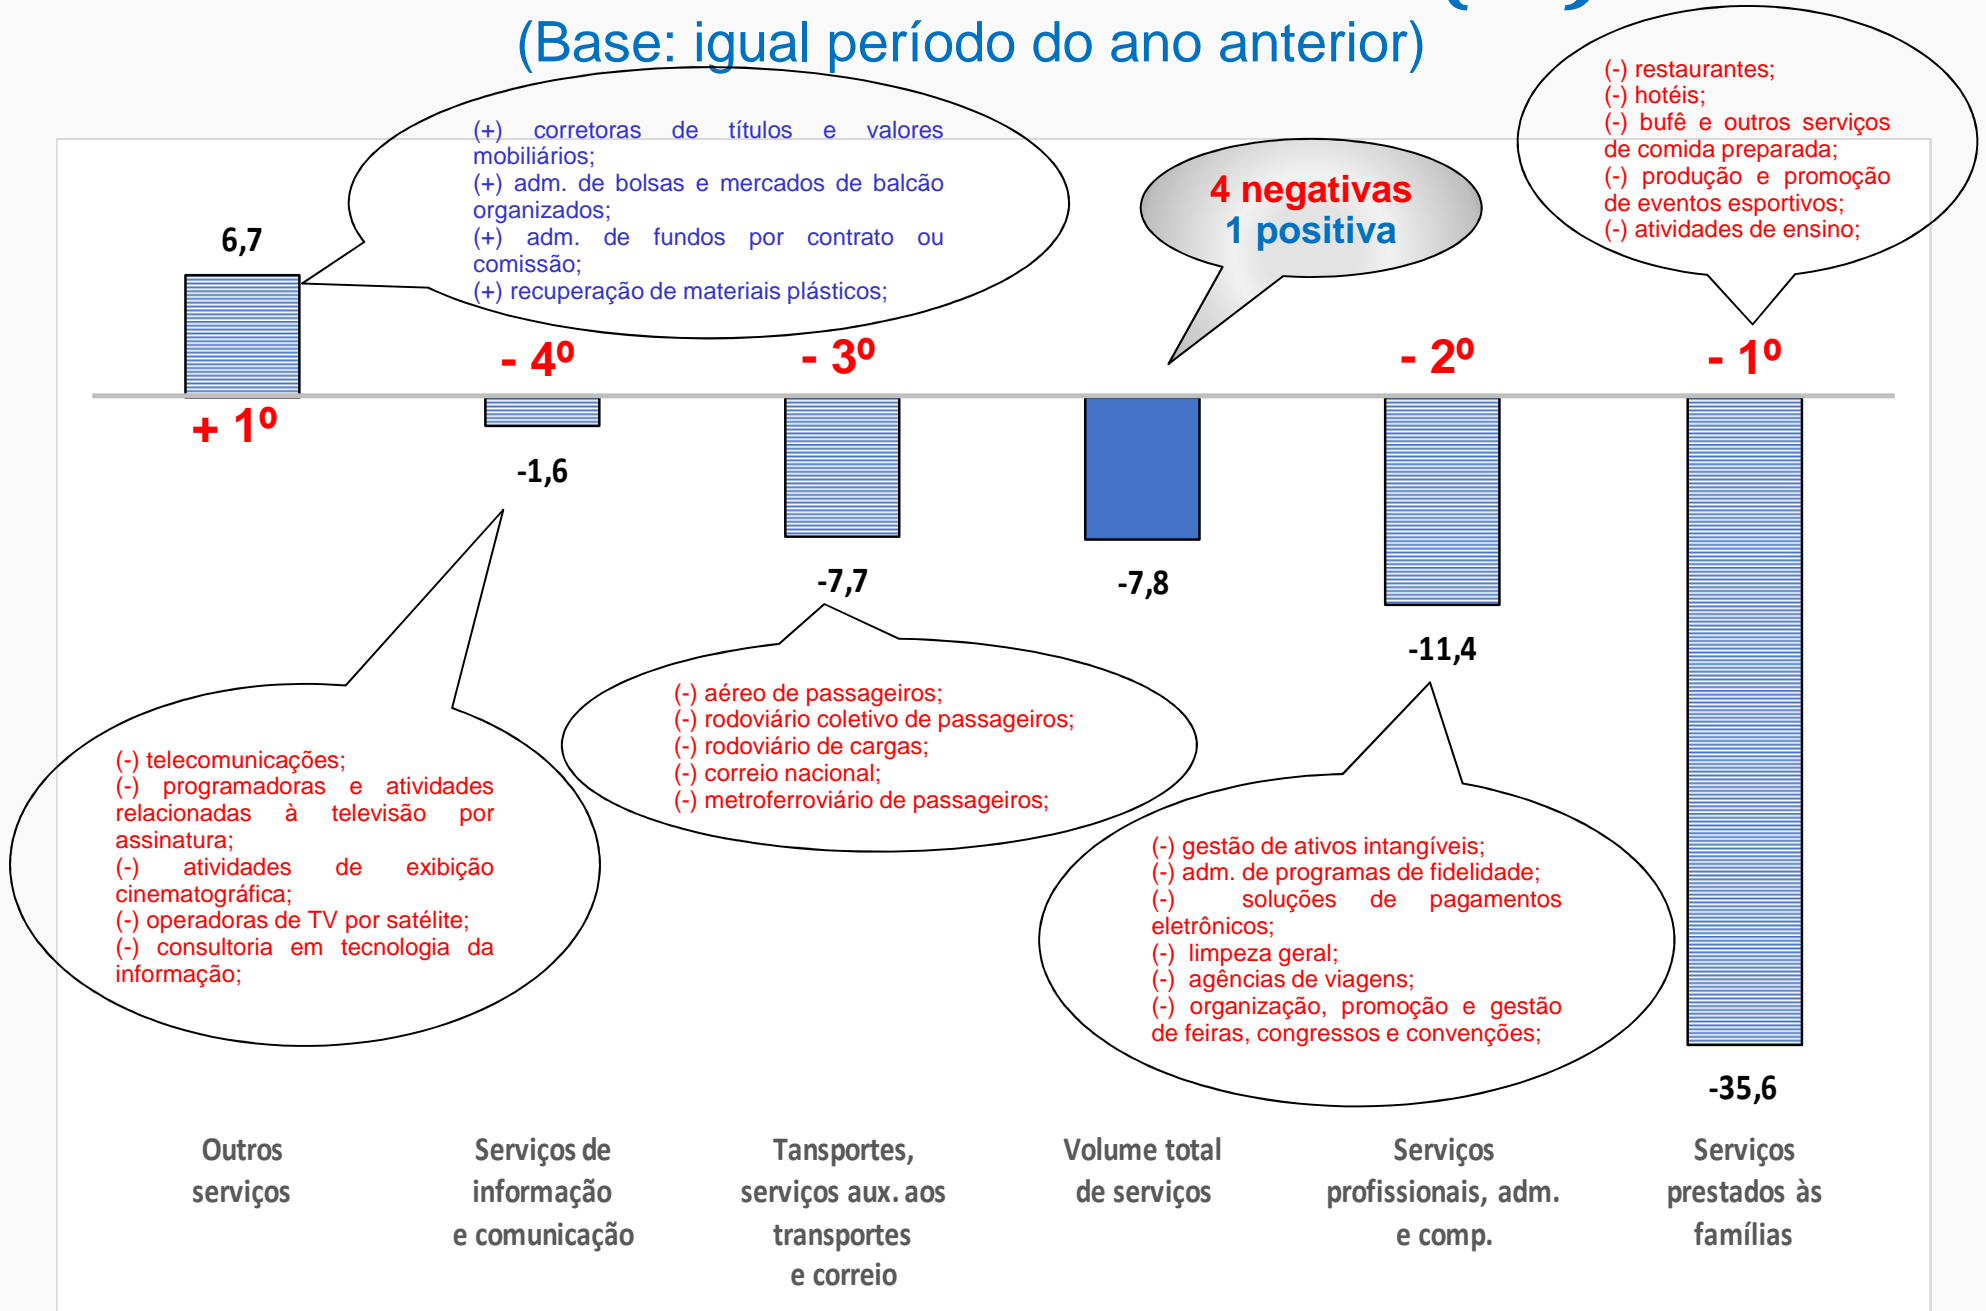 (Base: igual período do ano anterior)
(+) corretoras de títulos e valores
mobiliários;
(+) adm. de bolsas e mercados de balcão
organizados;
(+) adm. de fundos por contrato ou
comissão;
(+) recuperação de materiais plásticos;
4 negativas
1 positiva
(-) restaurantes;
(-) hotéis;
(-) bufê e outros serviços
de comida preparada;
(-) produção e promoção
de eventos esportivos;
(-) atividades de ensino;
6,7
- 4º
- 3º
- 2º
- 1º
+ 1º
-1,6
-7,7
-7,8
-11,4
-35,6
(-) telecomunicações;
(-) programadoras e atividades
relacionadas à televisão por
assinatura;
(-) atividades de exibição
cinematográfica;
(-) operadoras de TV por satélite;
(-) consultoria em tecnologia da
informação;
(-) aéreo de passageiros;
(-) rodoviário coletivo de passageiros;
(-) rodoviário de cargas;
(-) correio nacional;
(-) metroferroviário de passageiros;
(-) gestão de ativos intangíveis;
(-) adm. de programas de fidelidade;
(-) soluções de pagamentos
eletrônicos;
(-) limpeza geral;
(-) agências de viagens;
(-) organização, promoção e gestão
de feiras, congressos e convenções;
Outros
serviços
Serviços de
informação
e comunicação
Tansportes,
serviços aux. aos
transportes
e correio
Volume total
de serviços
Serviços
profissionais, adm.
e comp.
Serviços
prestados às
famílias